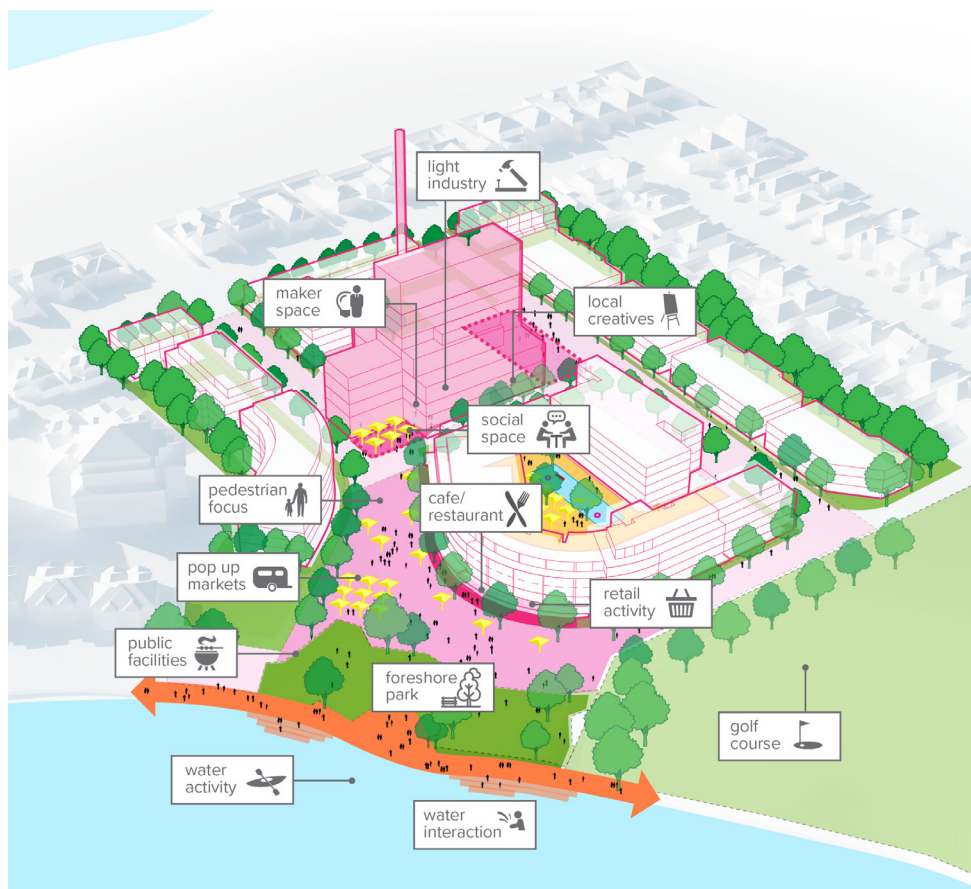 light
industry
maker
space
local
creatives
social
space
pedestrian
focus
cafe/
restaurant
pop up
markets
retail
activity
public
facilities
foreshore
park
golf
course
water
activity
water
interaction